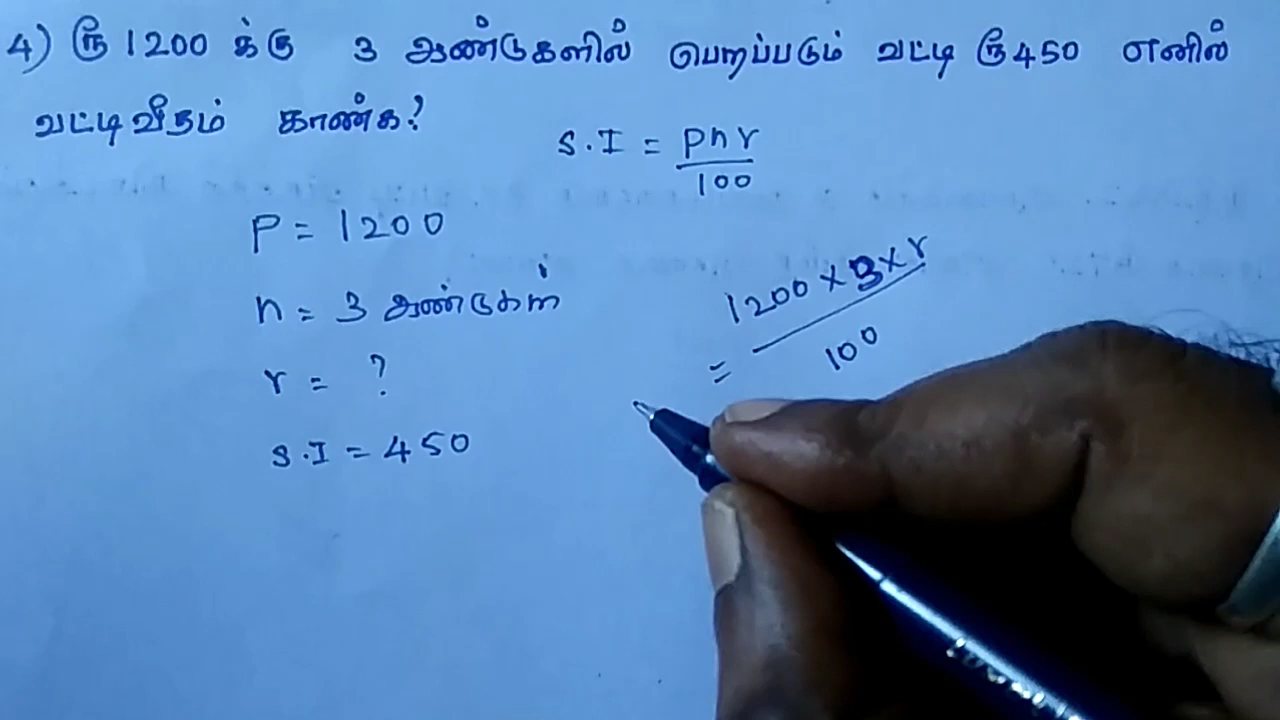 4) ரூ 1200 க்கு 3 ஆண்டுகளில் பெறப்படும் வட்டி ரூ450 எனில்
வட்டிவீதம் காண்க?
S.I = pnr
100
P = 1200
n = 3 ஆண்டுகள்
r = ?
S.I = 450
1200 x 3 x r
=
100